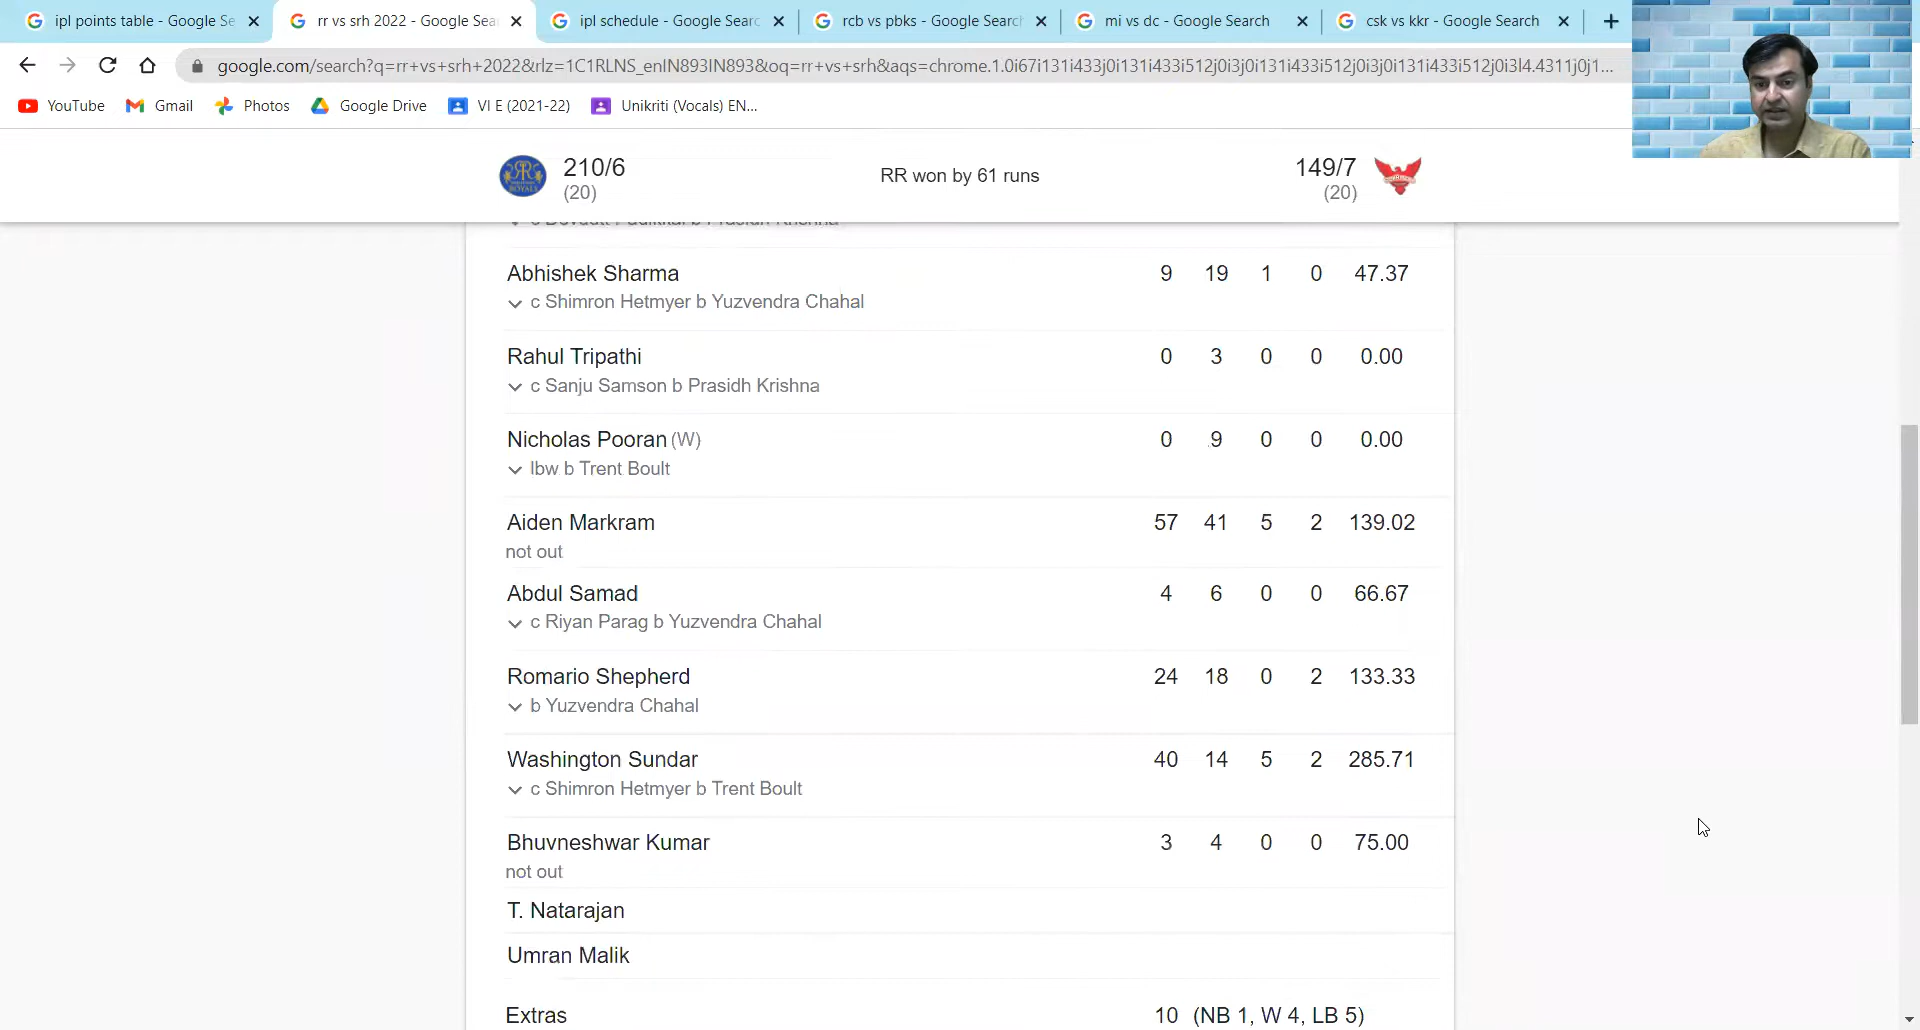 ipl points table - Google Se
rr vs srh 2022 - Google Sea
ipl schedule - Google Searc
rcb vs pbks - Google Search
mi vs dc - Google Search
csk vs kkr - Google Search
google.com/search?q=rr+vs+srh+2022&rlz=1C1RLNS_enIN893IN893&oq=rr+vs+srh&aqs=chrome.1.0i67i131i433j0i131i433i512j0i3j0i131i433i512j0i3j0i131i433i512j0i3l4.4311j0j1...
YouTube
Gmail
Photos
Google Drive
VI E (2021-22)
Unikriti (Vocals) EN...
210/6
(20)
RR won by 61 runs
149/7
(20)
c Devdutt Padikkal b Prasidh Krishna
Abhishek Sharma 9 19 1 0 47.37
c Shimron Hetmyer b Yuzvendra Chahal
Rahul Tripathi 0 3 0 0 0.00
c Sanju Samson b Prasidh Krishna
Nicholas Pooran (W) 0 9 0 0 0.00
lbw b Trent Boult
Aiden Markram 57 41 5 2 139.02
not out
Abdul Samad 4 6 0 0 66.67
c Riyan Parag b Yuzvendra Chahal
Romario Shepherd 24 18 0 2 133.33
b Yuzvendra Chahal
Washington Sundar 40 14 5 2 285.71
c Shimron Hetmyer b Trent Boult
Bhuvneshwar Kumar 3 4 0 0 75.00
not out
T. Natarajan
Umran Malik
Extras 10 (NB 1, W 4, LB 5)